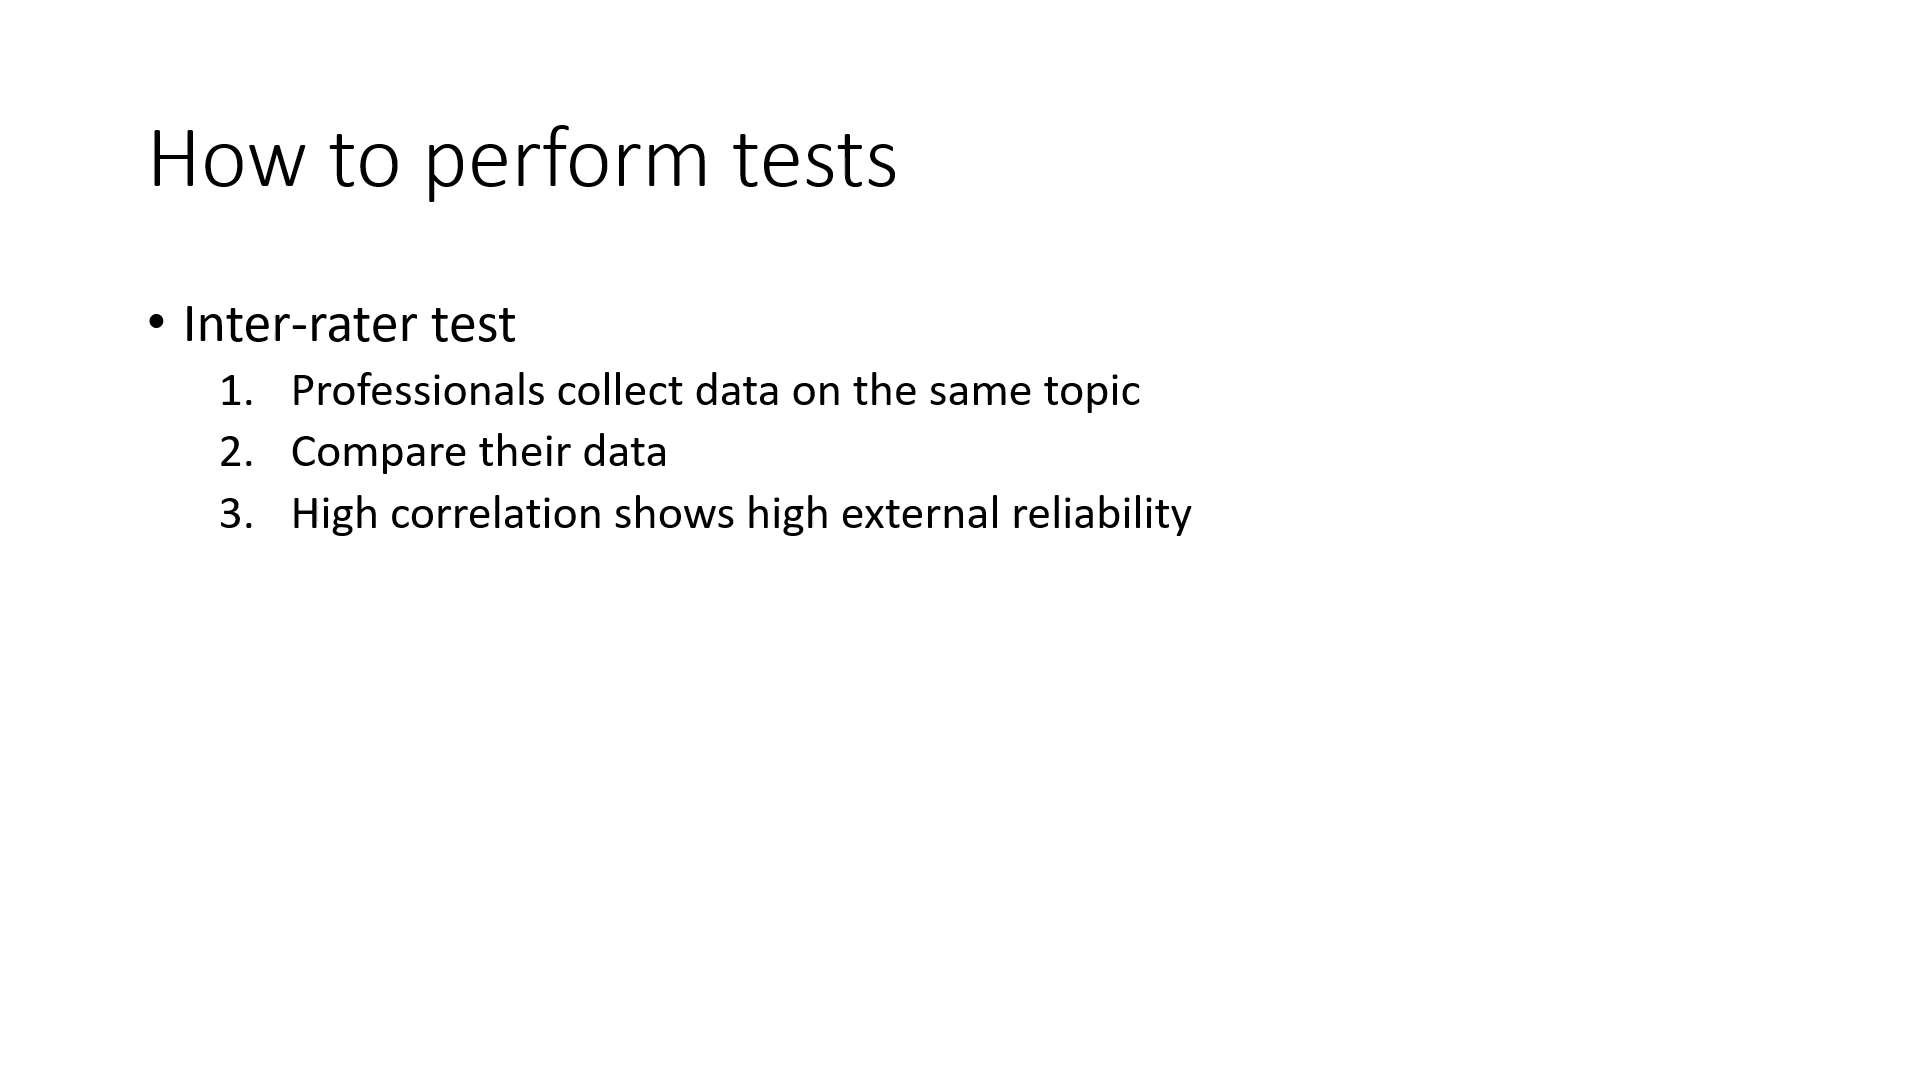 How to perform tests
• Inter-rater test
1. Professionals collect data on the same topic
2. Compare their data
3. High correlation shows high external reliability